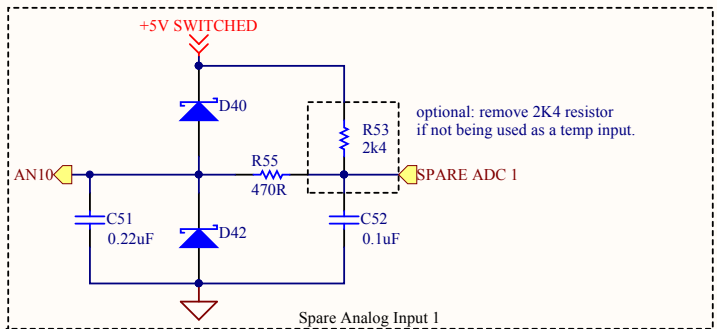 +5V SWITCHED
D40
optional: remove 2K4 resistor
if not being used as a temp input.
R53
2k4
AN10
R55
470R
SPARE ADC 1
C51
0.22uF
D42
C52
0.1uF
Spare Analog Input 1